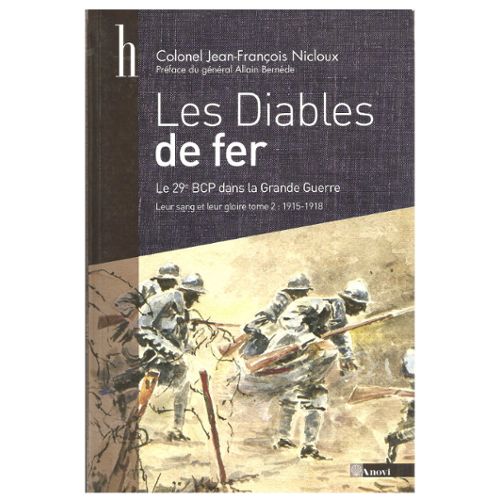 h
Colonel Jean-François Nicloux
Préface du général Allain Bernède
Les Diables
de fer
Le 29e BCP dans la Grande Guerre
Leur sang et leur gloire tome 2 : 1915-1918
Anovi